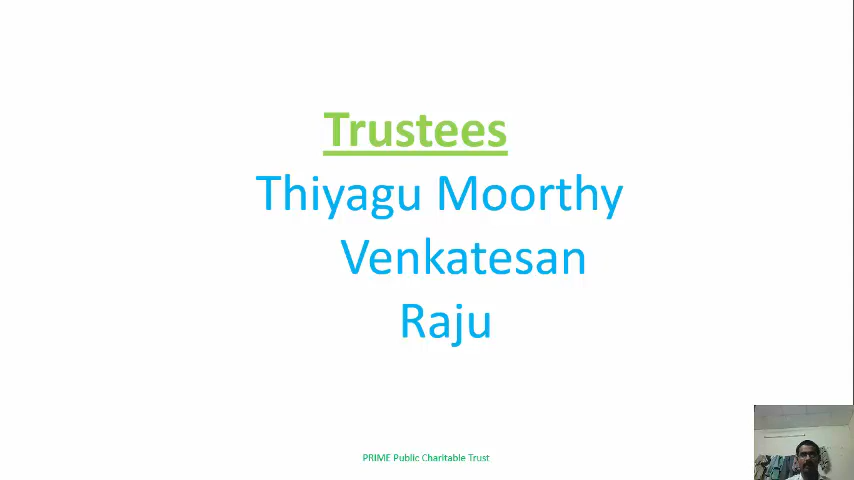 Trustees
Thiyagu Moorthy
Venkatesan
Raju
PRIME Public Charitable Trust